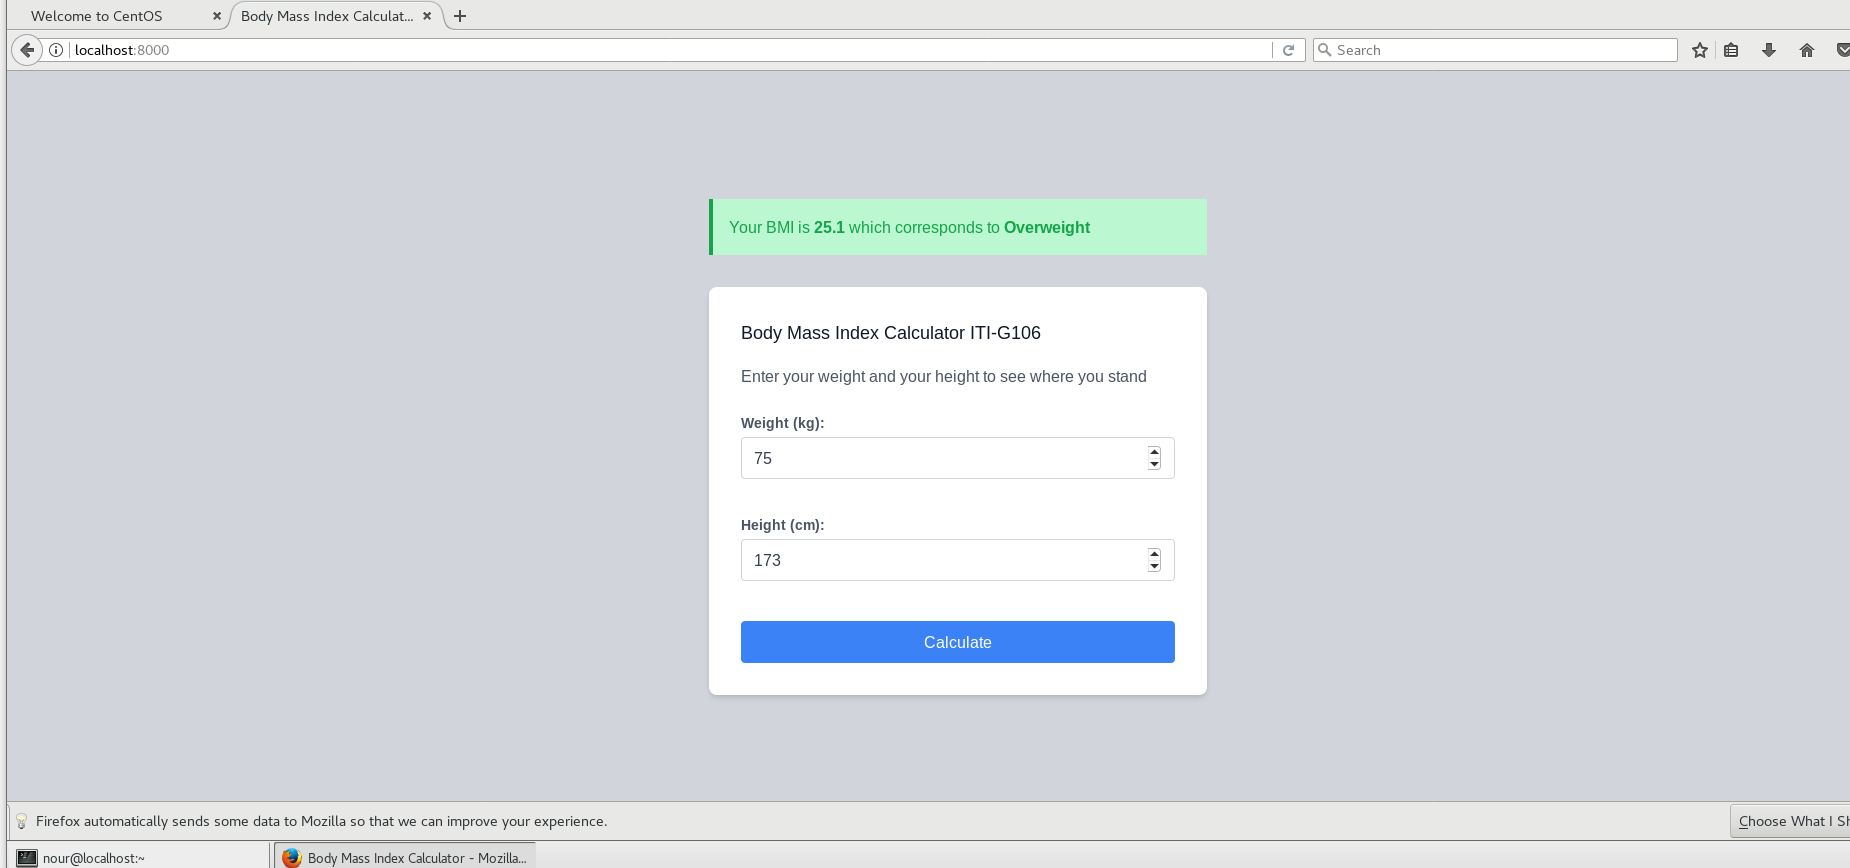 Welcome to CentOS
Body Mass Index Calculat...
localhost:8000
Search
Your BMI is 25.1 which corresponds to Overweight
Body Mass Index Calculator ITI-G106
Enter your weight and your height to see where you stand
Weight (kg):
75
Height (cm):
173
Calculate
Firefox automatically sends some data to Mozilla so that we can improve your experience.
Choose What I Sh
nour@localhost:~
Body Mass Index Calculator - Mozilla...